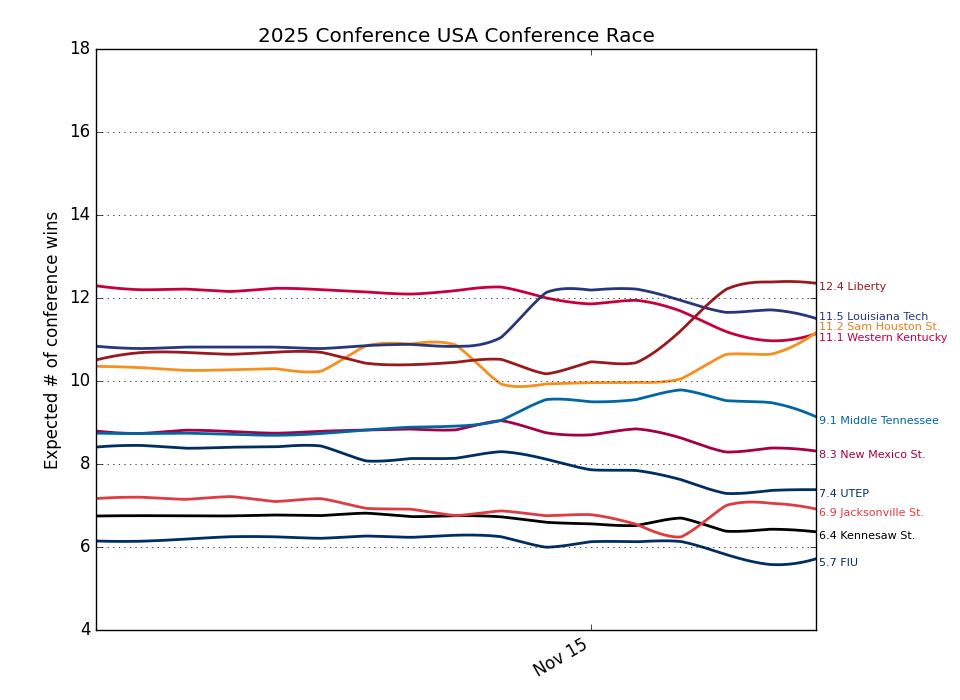 2025 Conference USA Conference Race
Expected # of conference wins
18
16
14
12
10
8
6
4
Nov 15
12.4 Liberty
11.5 Louisiana Tech
11.2 Sam Houston St.
11.1 Western Kentucky
9.1 Middle Tennessee
8.3 New Mexico St.
7.4 UTEP
6.9 Jacksonville St.
6.4 Kennesaw St.
5.7 FIU